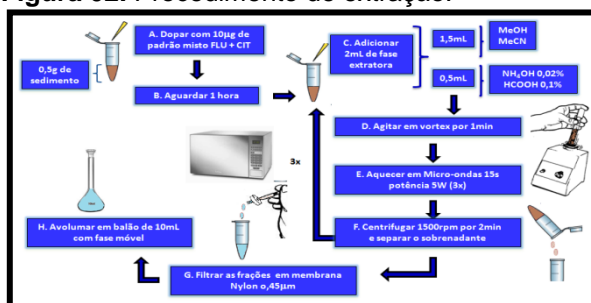 Figura 02: Procedimento de extração.
A. Dopar com 10µg de
padrão misto FLU + CIT
0,5g de
sedimento
B. Aguardar 1 hora
C. Adicionar
2mL de fase
extratora
1,5mL
MeOH
MeCN
0,5mL
NH₄OH 0,02%
HCOOH 0,1%
D. Agitar em vortex por 1min
3x
E. Aquecer em Micro-ondas 15s
potência 5W (3x)
F. Centrifugar 1500rpm por 2min
e separar o sobrenadante
G. Filtrar as frações em membrana
Nylon o,45µm
H. Avolumar em balão de 10mL
com fase móvel